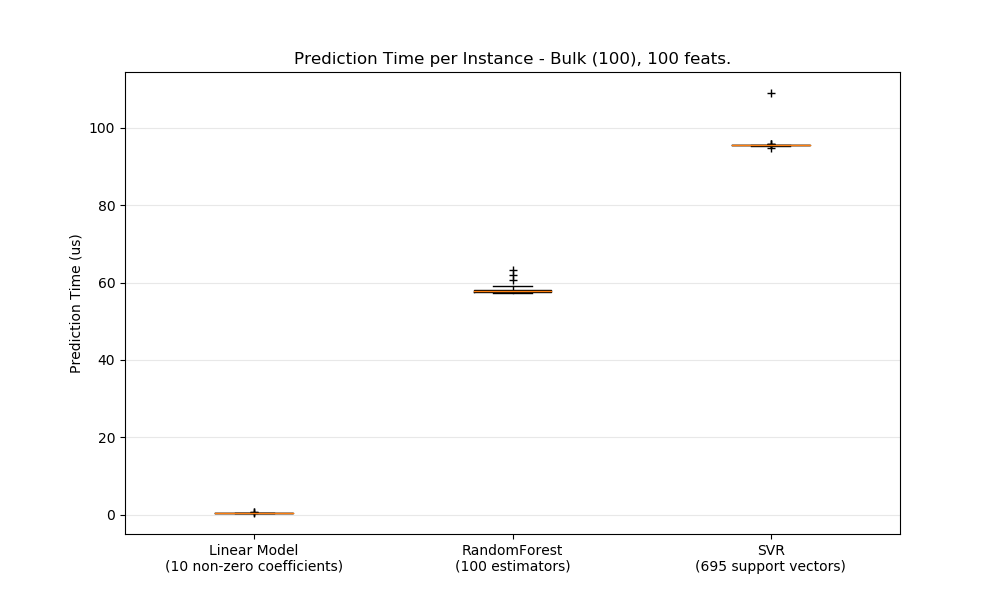 Prediction Time per Instance - Bulk (100), 100 feats.
Prediction Time (us)
100
80
60
40
20
0
Linear Model
(10 non-zero coefficients)
RandomForest
(100 estimators)
SVR
(695 support vectors)